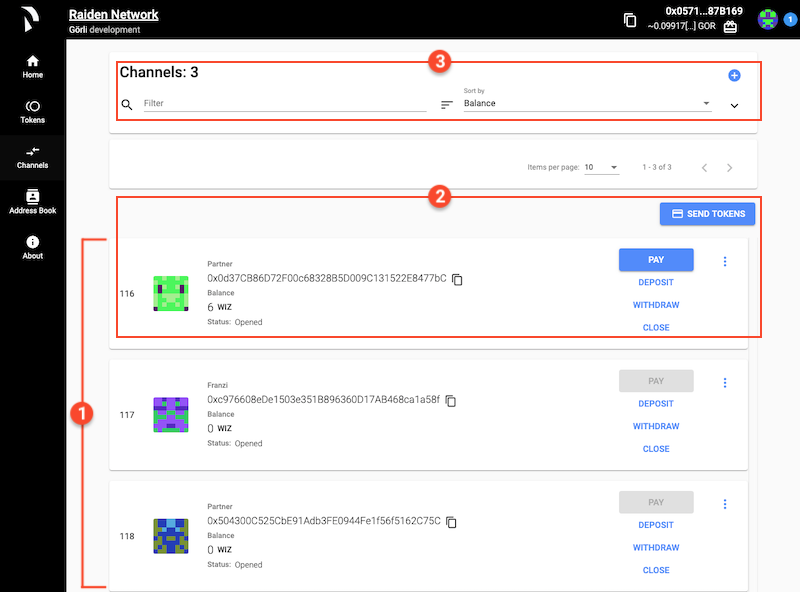 Raiden Network
Görli development
0x0571...87B169
~0.09917[...] GOR
1
Home
Tokens
Channels
Address Book
About
3
Channels: 3
Filter
Sort by
Balance
Items per page: 10
1 - 3 of 3
2
SEND TOKENS
1
116
Partner
0x0d37CB86D72F00c68328B5D009C131522E8477bC
Balance
6 WIZ
Status: Opened
PAY
DEPOSIT
WITHDRAW
CLOSE
117
Franzi
0xc976608eDe1503e351B896360D17AB468ca1a58f
Balance
0 WIZ
Status: Opened
PAY
DEPOSIT
WITHDRAW
CLOSE
118
Partner
0x504300C525CbE91Adb3FE0944Fe1f56f5162C75C
Balance
0 WIZ
Status: Opened
PAY
DEPOSIT
WITHDRAW
CLOSE